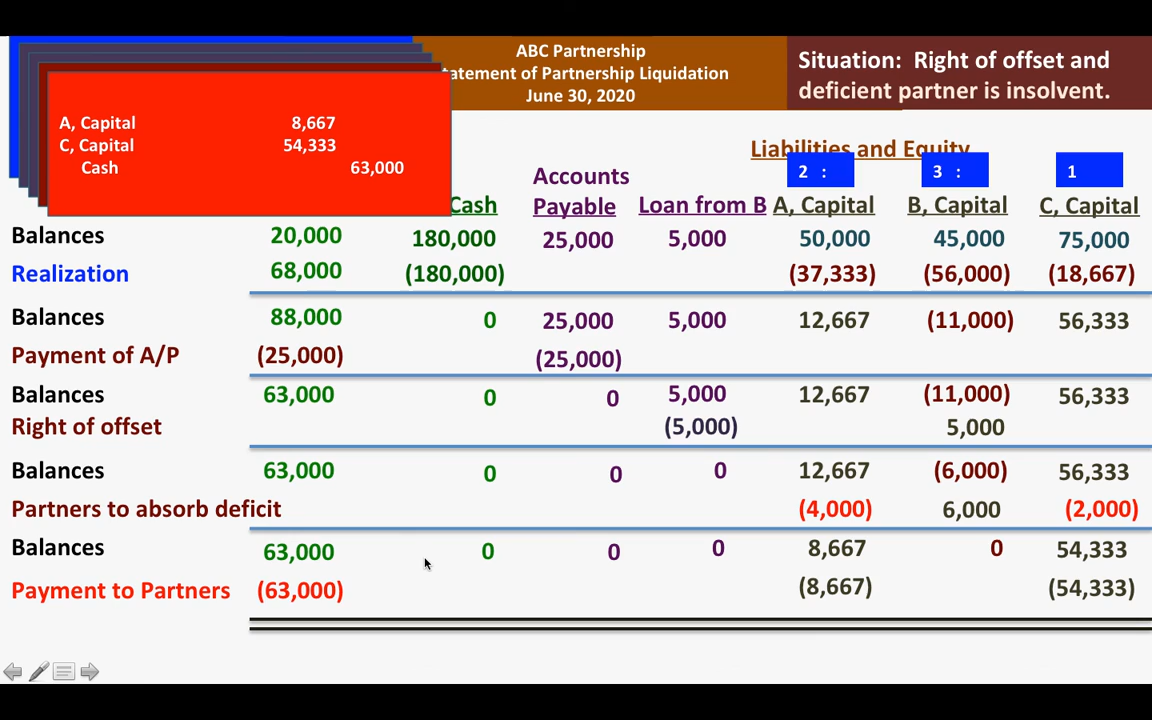 ABC Partnership
tatement of Partnership Liquidation
June 30, 2020
Situation: Right of offset and
deficient partner is insolvent.
A, Capital 8,667
C, Capital 54,333
Cash 63,000
Liabilities and Equity
2 : 3 : 1
Accounts
Cash Payable Loan from B A, Capital B, Capital C, Capital
Balances 20,000 180,000 25,000 5,000 50,000 45,000 75,000
Realization 68,000 (180,000) (37,333) (56,000) (18,667)
Balances 88,000 0 25,000 5,000 12,667 (11,000) 56,333
Payment of A/P (25,000) (25,000)
Balances 63,000 0 0 5,000 12,667 (11,000) 56,333
Right of offset (5,000) 5,000
Balances 63,000 0 0 0 12,667 (6,000) 56,333
Partners to absorb deficit (4,000) 6,000 (2,000)
Balances 63,000 0 0 0 8,667 0 54,333
Payment to Partners (63,000) (8,667) (54,333)